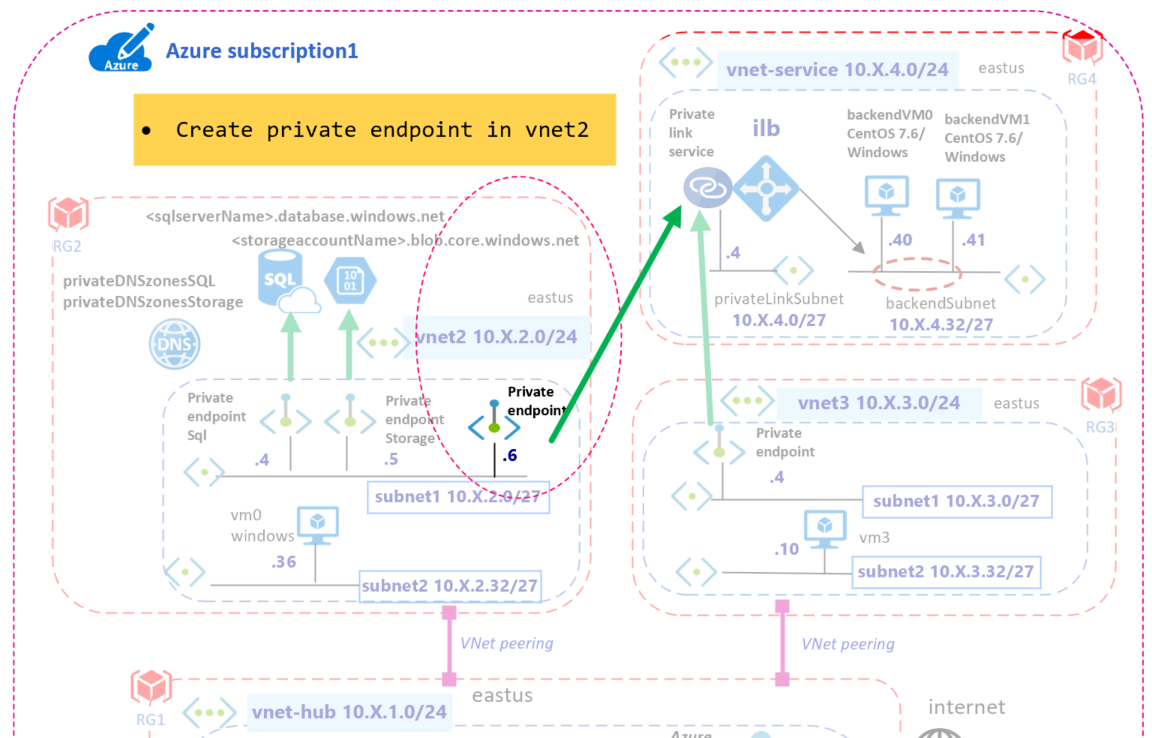 Azure
Azure subscription1
• Create private endpoint in vnet2
vnet-service 10.X.4.0/24
eastus
RG4
Private
link
service
ilb
backendVM0
CentOS 7.6/
Windows
backendVM1
CentOS 7.6/
Windows
.4
.40
.41
privateLinkSubnet
10.X.4.0/27
backendSubnet
10.X.4.32/27
RG2
<sqlserverName>.database.windows.net
<storageaccountName>.blob.core.windows.net
privateDNSzonesSQL
privateDNSzonesStorage
SQL
10
01
DNS
eastus
vnet2 10.X.2.0/24
Private
endpoint
Sql
.4
Private
endpoint
Storage
.5
Private
endpoint
.6
subnet1 10.X.2.0/27
vm0
windows
.36
subnet2 10.X.2.32/27
vnet3 10.X.3.0/24
eastus
RG3
Private
endpoint
.4
subnet1 10.X.3.0/27
.10
vm3
subnet2 10.X.3.32/27
VNet peering
VNet peering
RG1
vnet-hub 10.X.1.0/24
eastus
internet
Azure